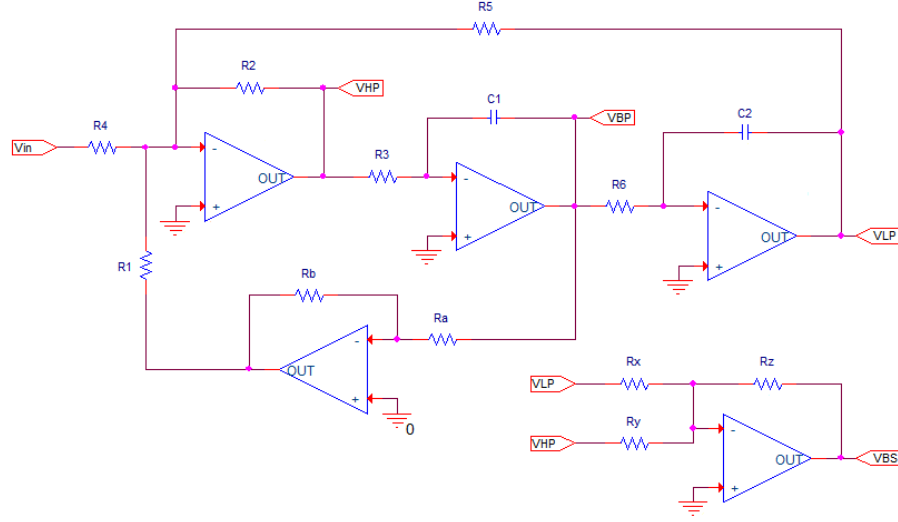 R5
R2
VHP
C1
VBP
C2
R4
Vin
-
OUT
+
R3
-
OUT
+
R6
-
OUT
+
VLP
R1
Rb
Ra
-
OUT
+
0
VLP
Rx
Rz
VHP
Ry
-
OUT
+
VBS